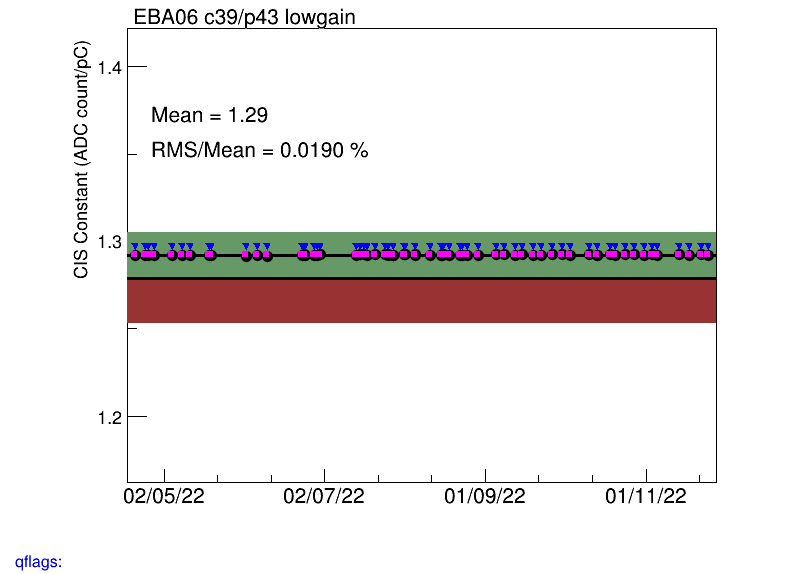 EBA06 c39/p43 lowgain
CIS Constant (ADC count/pC)
1.4
Mean = 1.29
RMS/Mean = 0.0190 %
1.3
1.2
02/05/22 02/07/22 01/09/22 01/11/22
qflags: